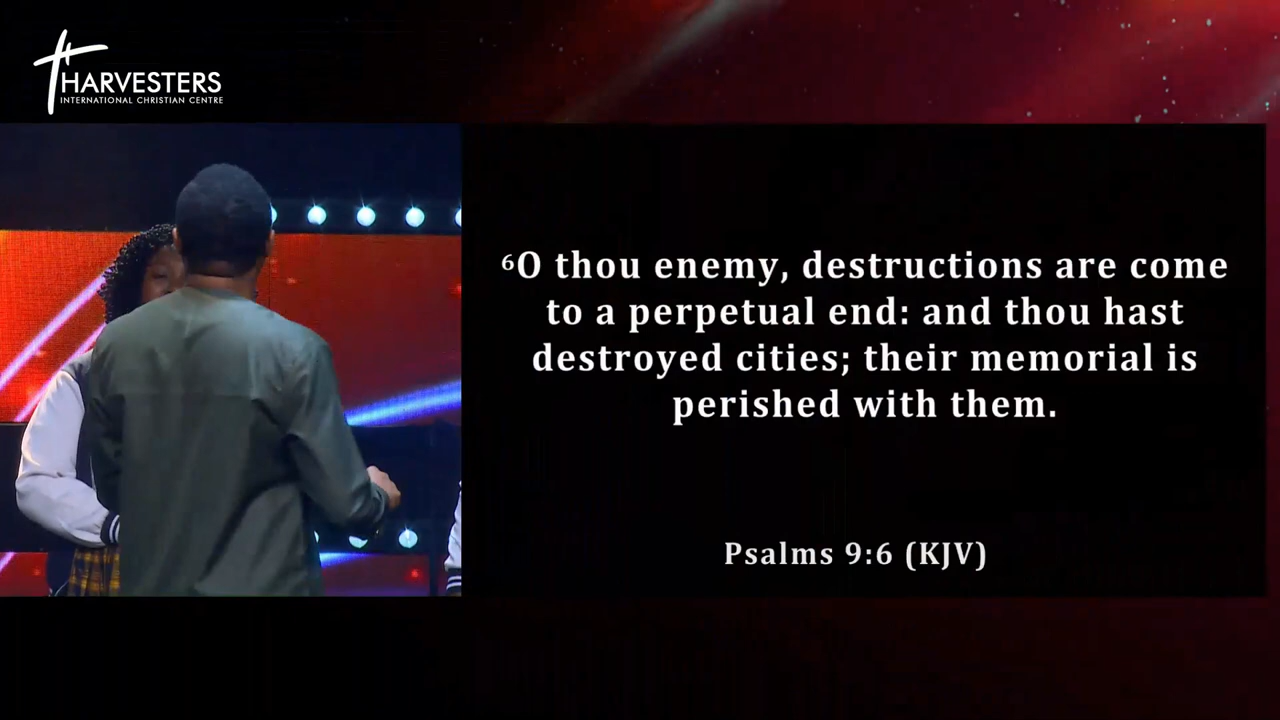 HARVESTERS
INTERNATIONAL CHRISTIAN CENTRE
⁶O thou enemy, destructions are come
to a perpetual end: and thou hast
destroyed cities; their memorial is
perished with them.
Psalms 9:6 (KJV)